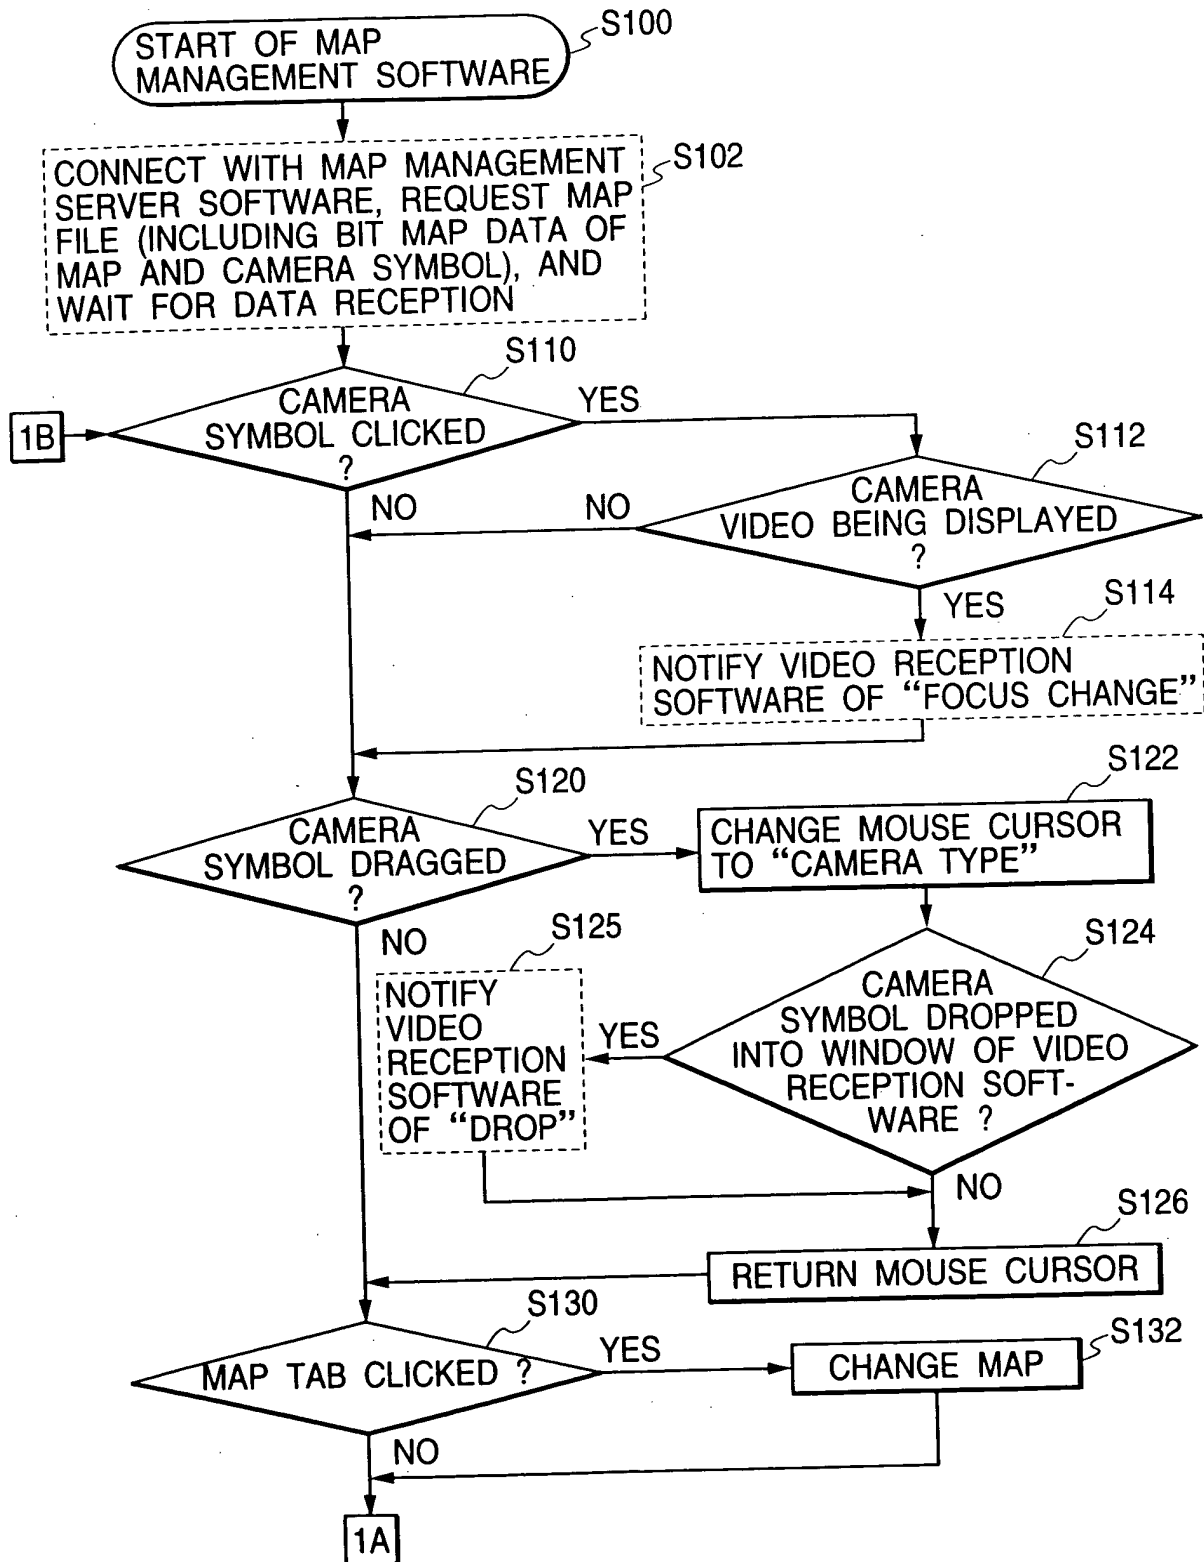 START OF MAP
MANAGEMENT SOFTWARE
S100
CONNECT WITH MAP MANAGEMENT
SERVER SOFTWARE, REQUEST MAP
FILE (INCLUDING BIT MAP DATA OF
MAP AND CAMERA SYMBOL), AND
WAIT FOR DATA RECEPTION
S102
S110
CAMERA
SYMBOL CLICKED
?
YES
1B
NO
S112
CAMERA
VIDEO BEING DISPLAYED
?
NO
YES
S114
NOTIFY VIDEO RECEPTION
SOFTWARE OF “FOCUS CHANGE”
S120
CAMERA
SYMBOL DRAGGED
?
YES
NO
S122
CHANGE MOUSE CURSOR
TO “CAMERA TYPE”
S124
CAMERA
SYMBOL DROPPED
INTO WINDOW OF VIDEO
RECEPTION SOFT-
WARE ?
YES
NO
S125
NOTIFY
VIDEO
RECEPTION
SOFTWARE
OF “DROP”
S126
RETURN MOUSE CURSOR
S130
MAP TAB CLICKED ?
YES
NO
S132
CHANGE MAP
1A